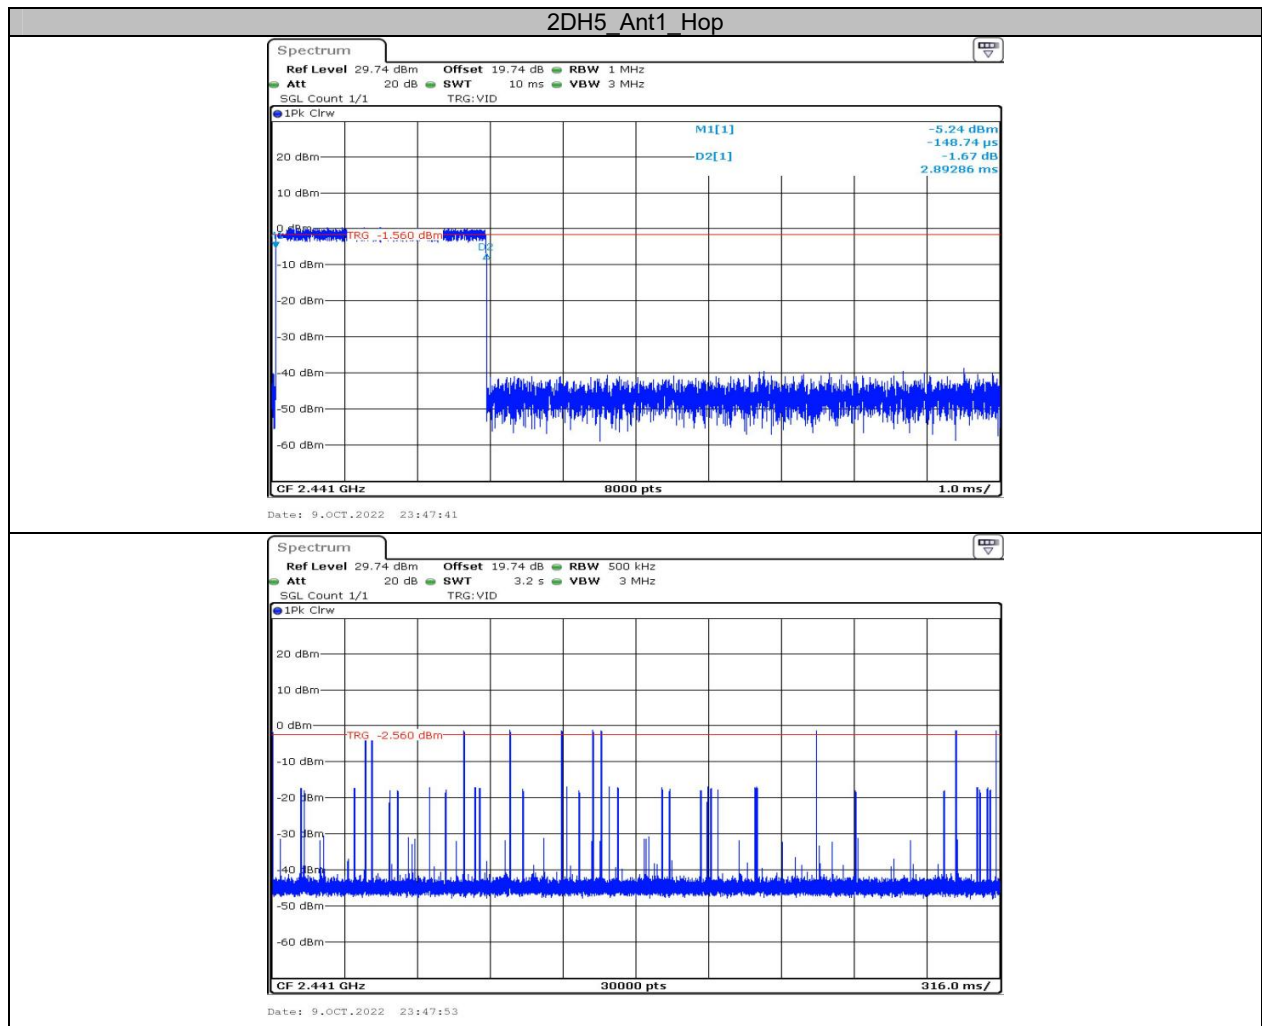 2DH5_Ant1_Hop
Spectrum
Ref Level 29.74 dBm Offset 19.74 dB RBW 1 MHz
Att 20 dB SWT 10 ms VBW 3 MHz
SGL Count 1/1 TRG:VID
1Pk Clrw
M1[1] -5.24 dBm
-148.74 µs
20 dBm D2[1] -1.67 dB
2.89286 ms
10 dBm
0 dBm
TRG -1.560 dBm
D2
-10 dBm
-20 dBm
-30 dBm
-40 dBm
-50 dBm
-60 dBm
CF 2.441 GHz 8000 pts 1.0 ms/
Date: 9.OCT.2022 23:47:41
Spectrum
Ref Level 29.74 dBm Offset 19.74 dB RBW 500 kHz
Att 20 dB SWT 3.2 s VBW 3 MHz
SGL Count 1/1 TRG:VID
1Pk Clrw
20 dBm
10 dBm
0 dBm
TRG -2.560 dBm
-10 dBm
-20 dBm
-30 dBm
-40 dBm
-50 dBm
-60 dBm
CF 2.441 GHz 30000 pts 316.0 ms/
Date: 9.OCT.2022 23:47:53